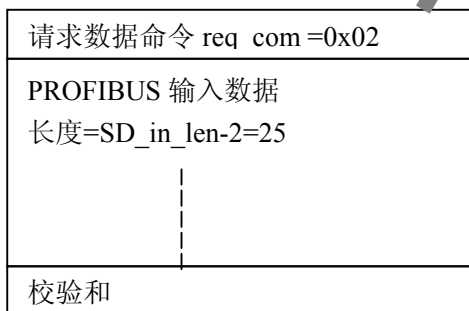 请求数据命令 req_com =0x02
PROFIBUS 输入数据
长度=SD_in_len-2=25
校验和